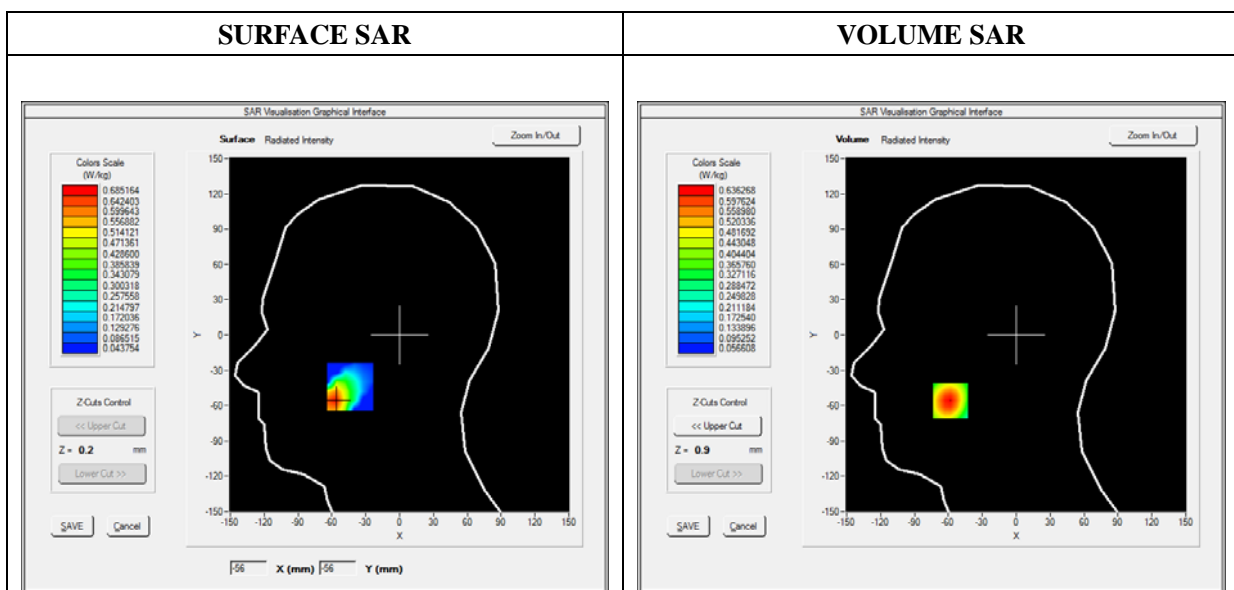 SURFACE SAR
VOLUME SAR
SAR Visualisation Graphical Interface
Surface Radiated Intensity
Zoom In/Out
Colors Scale
(W/kg)
0.685164
0.642403
0.599643
0.556882
0.514121
0.471361
0.428600
0.385839
0.343079
0.300318
0.257558
0.214797
0.172036
0.129276
0.086515
0.043754
Z-Cuts Control
<< Upper Cut
Z = 0.2 mm
Lower Cut >>
SAVE Cancel
150
120
90
60
30
0
-30
-60
-90
-120
-150
Y
-150 -120 -90 -60 -30 0 30 60 90 120 150
X
-56 X (mm) -56 Y (mm)
SAR Visualisation Graphical Interface
Volume Radiated Intensity
Zoom In/Out
Colors Scale
(W/kg)
0.636268
0.597624
0.558980
0.520336
0.481692
0.443048
0.404404
0.365760
0.327116
0.288472
0.249828
0.211184
0.172540
0.133896
0.095252
0.056608
Z-Cuts Control
<< Upper Cut
Z = 0.9 mm
Lower Cut >>
SAVE Cancel
150
120
90
60
30
0
-30
-60
-90
-120
-150
Y
-150 -120 -90 -60 -30 0 30 60 90 120 150
X